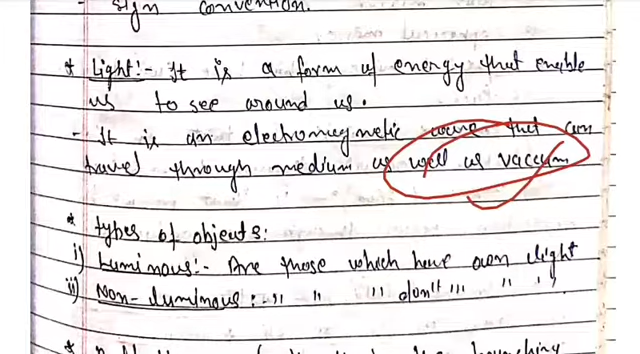 - Sign convention.
* Light:- It is a form of energy that enable
us to see around us.
- It is an electromagnetic wave that can
travel through medium as well as vaccum
* types of objects:
i) Luminous:- Are those which have own light
ii) Non-luminous:- " " " don't " " " "